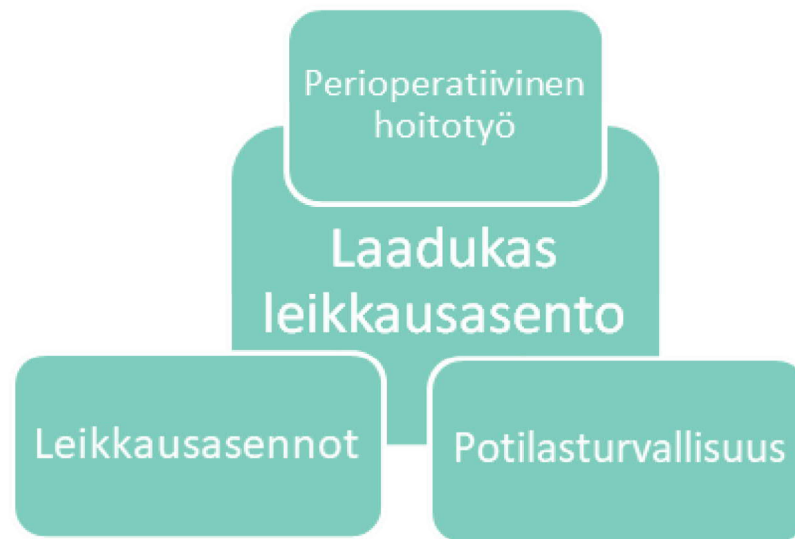 Perioperatiivinen
hoitotyö
Laadukas
leikkausasento
Leikkausasennot
Potilasturvallisuus